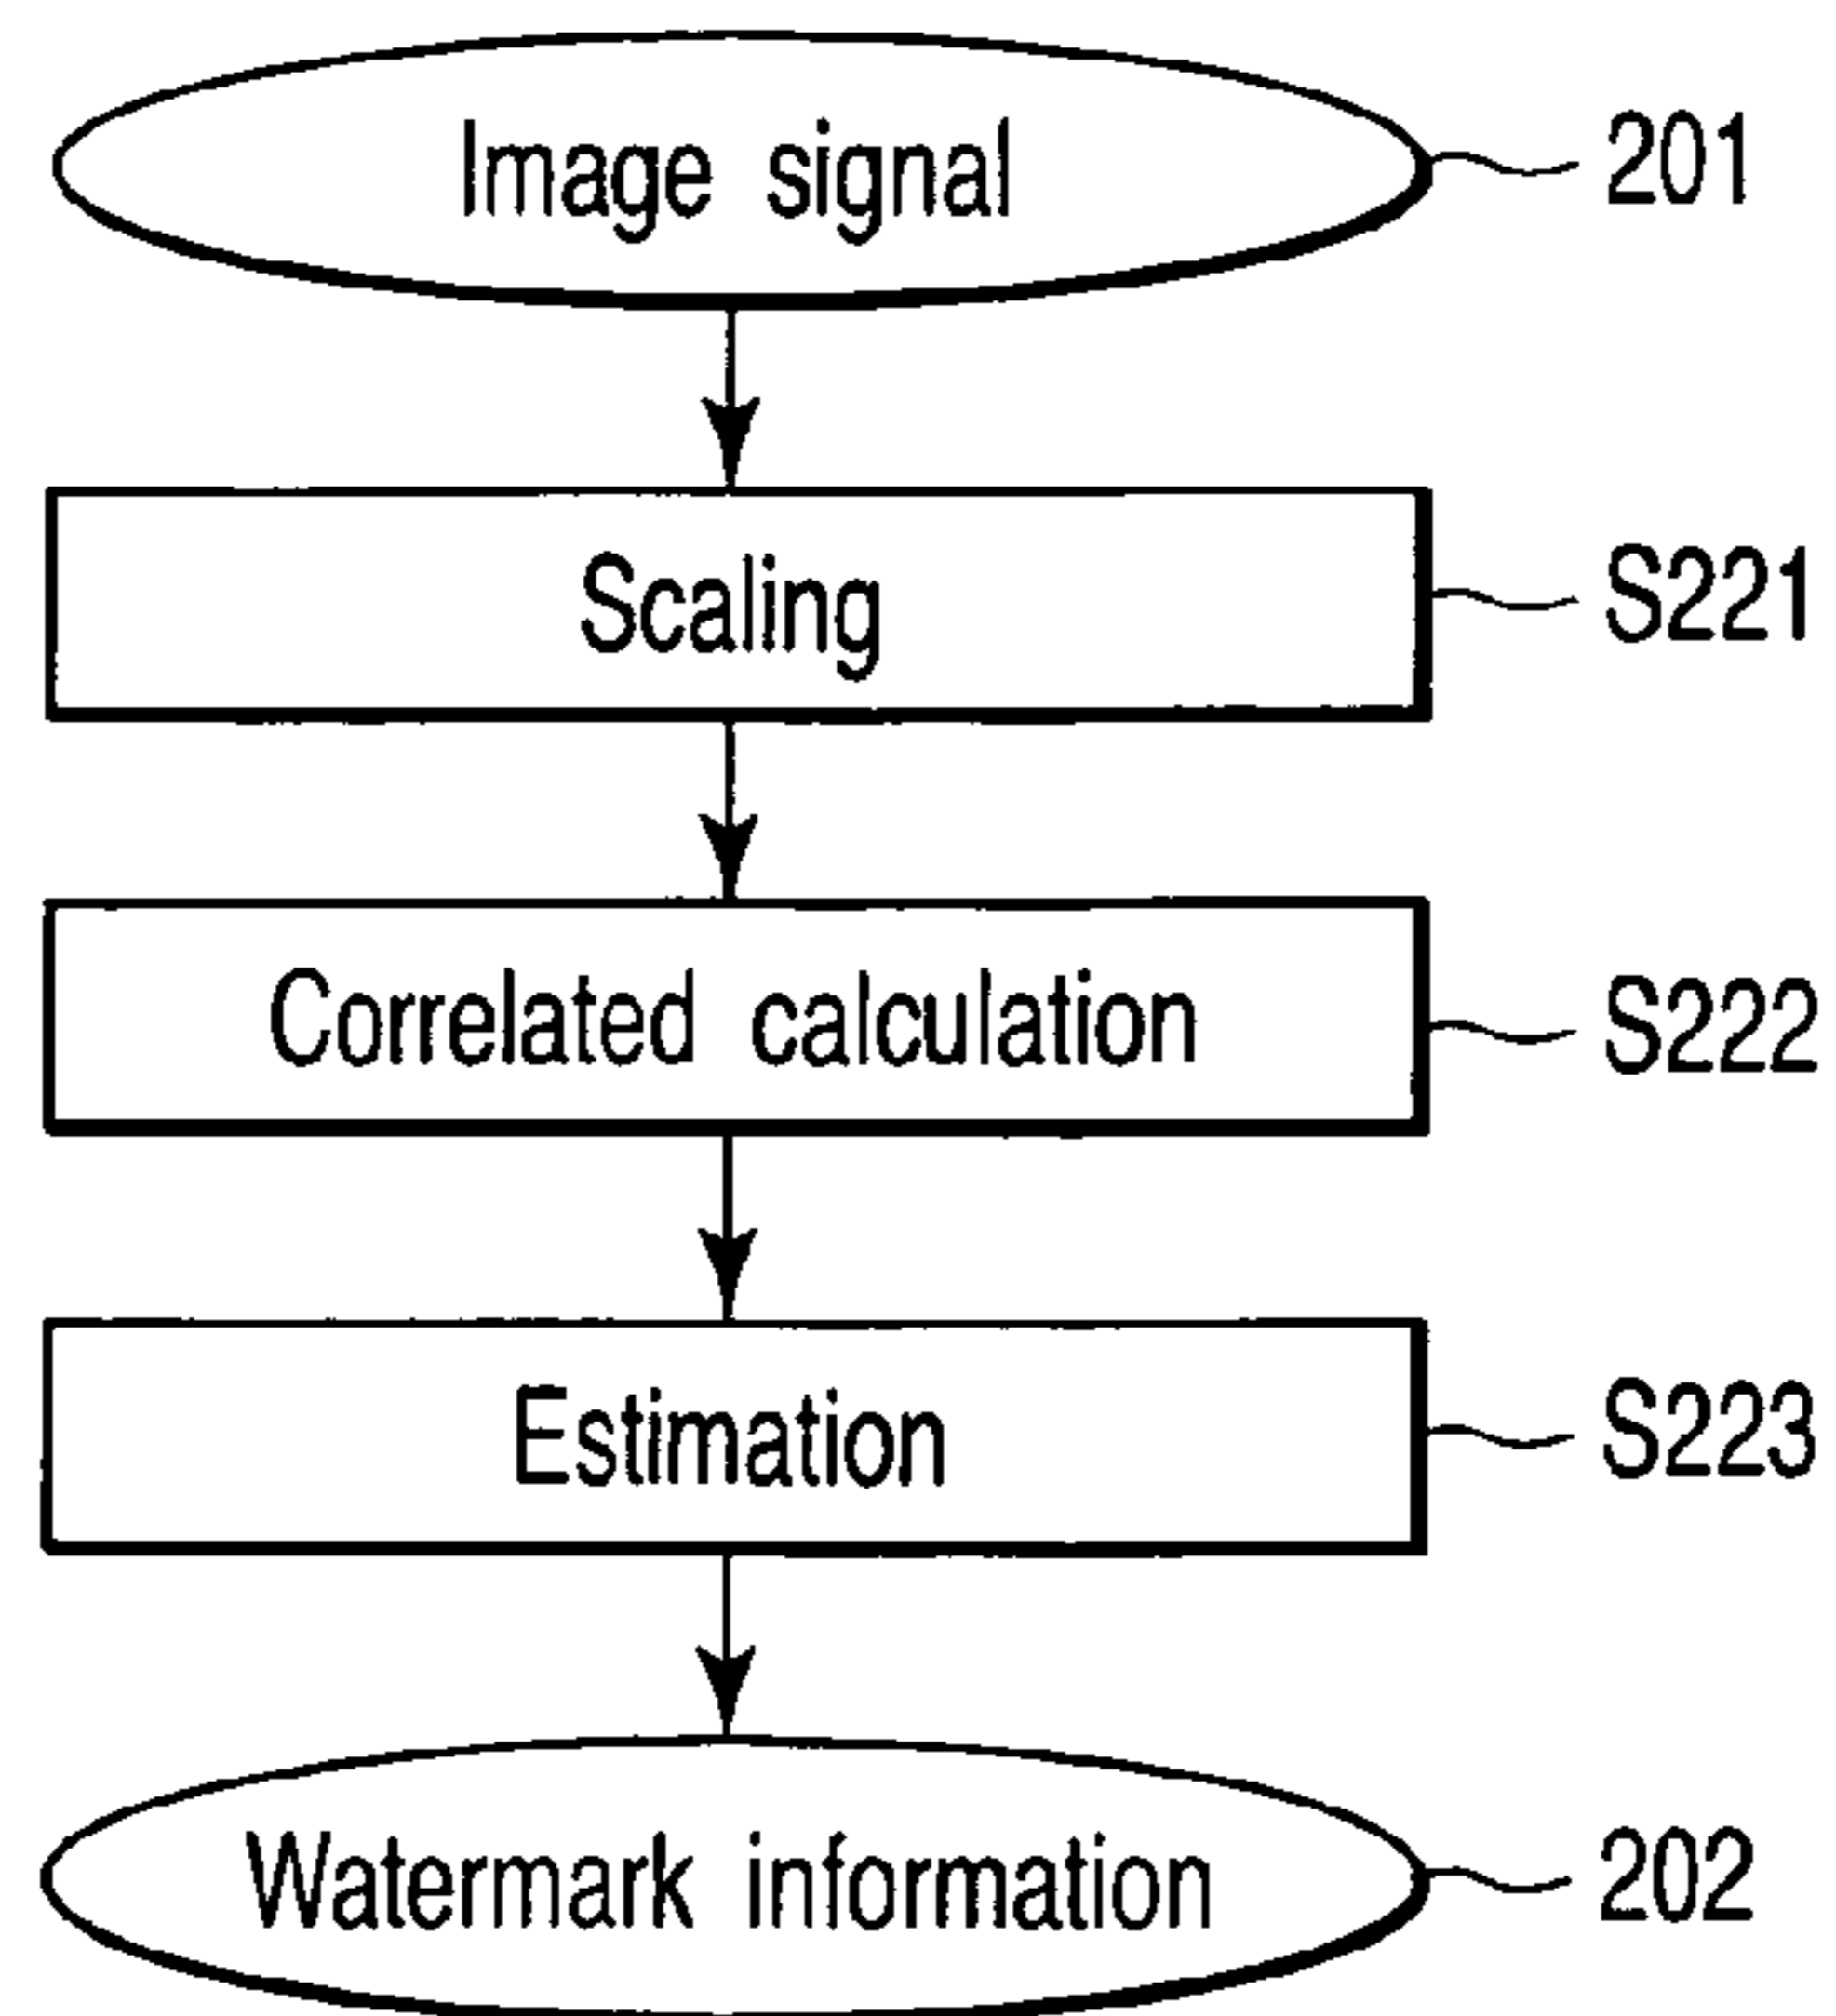 Image signal 201
Scaling S221
Correlated calculation S222
Estimation S223
Watermark information 202